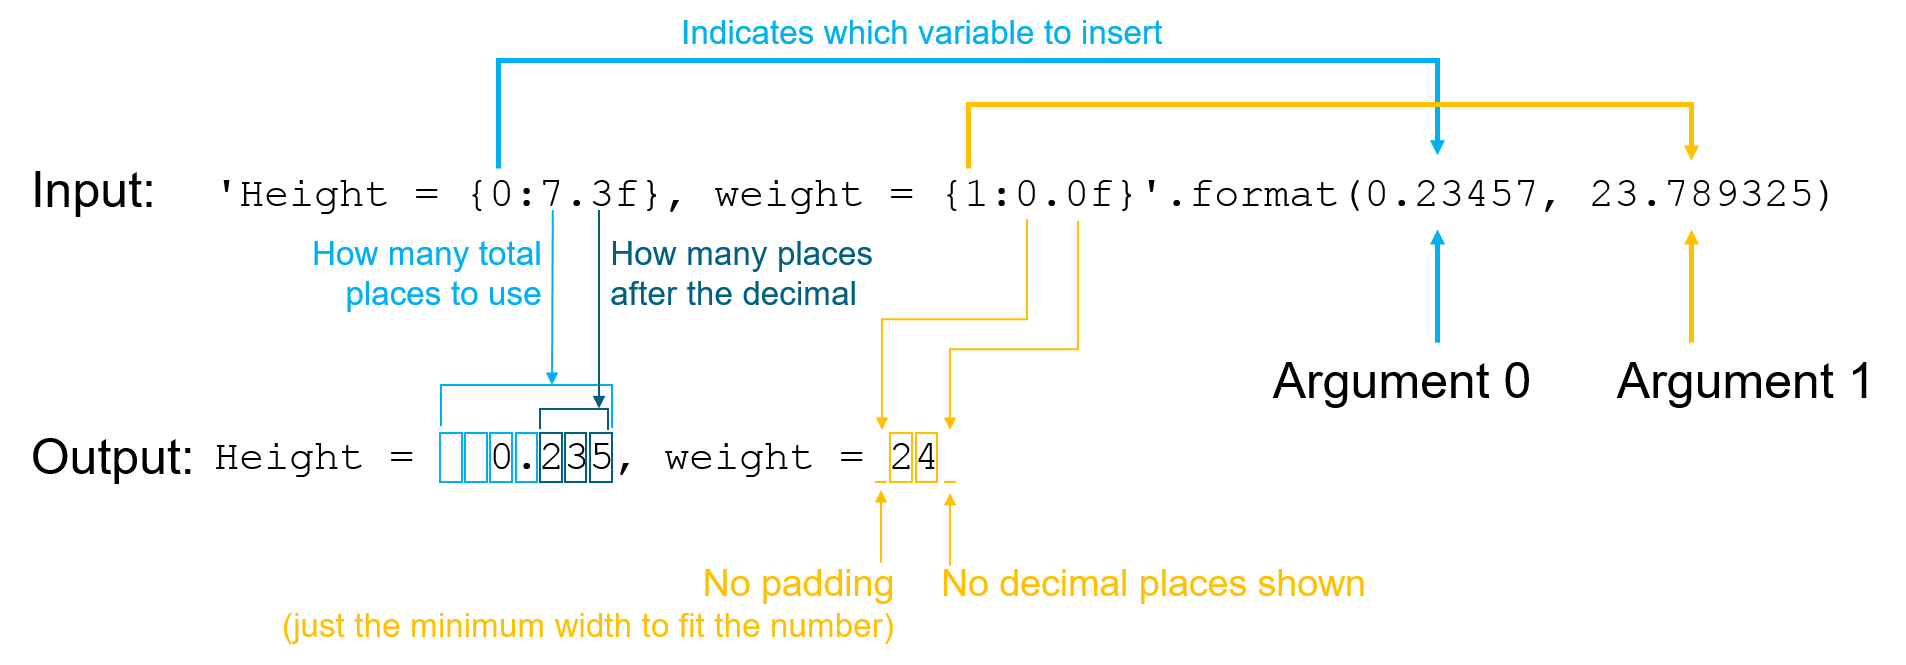 Indicates which variable to insert
Input: 'Height = {0:7.3f}, weight = {1:0.0f}'.format(0.23457, 23.789325)
How many total
places to use
How many places
after the decimal
Argument 0
Argument 1
Output: Height =   0.235, weight = 24
No padding
(just the minimum width to fit the number)
No decimal places shown